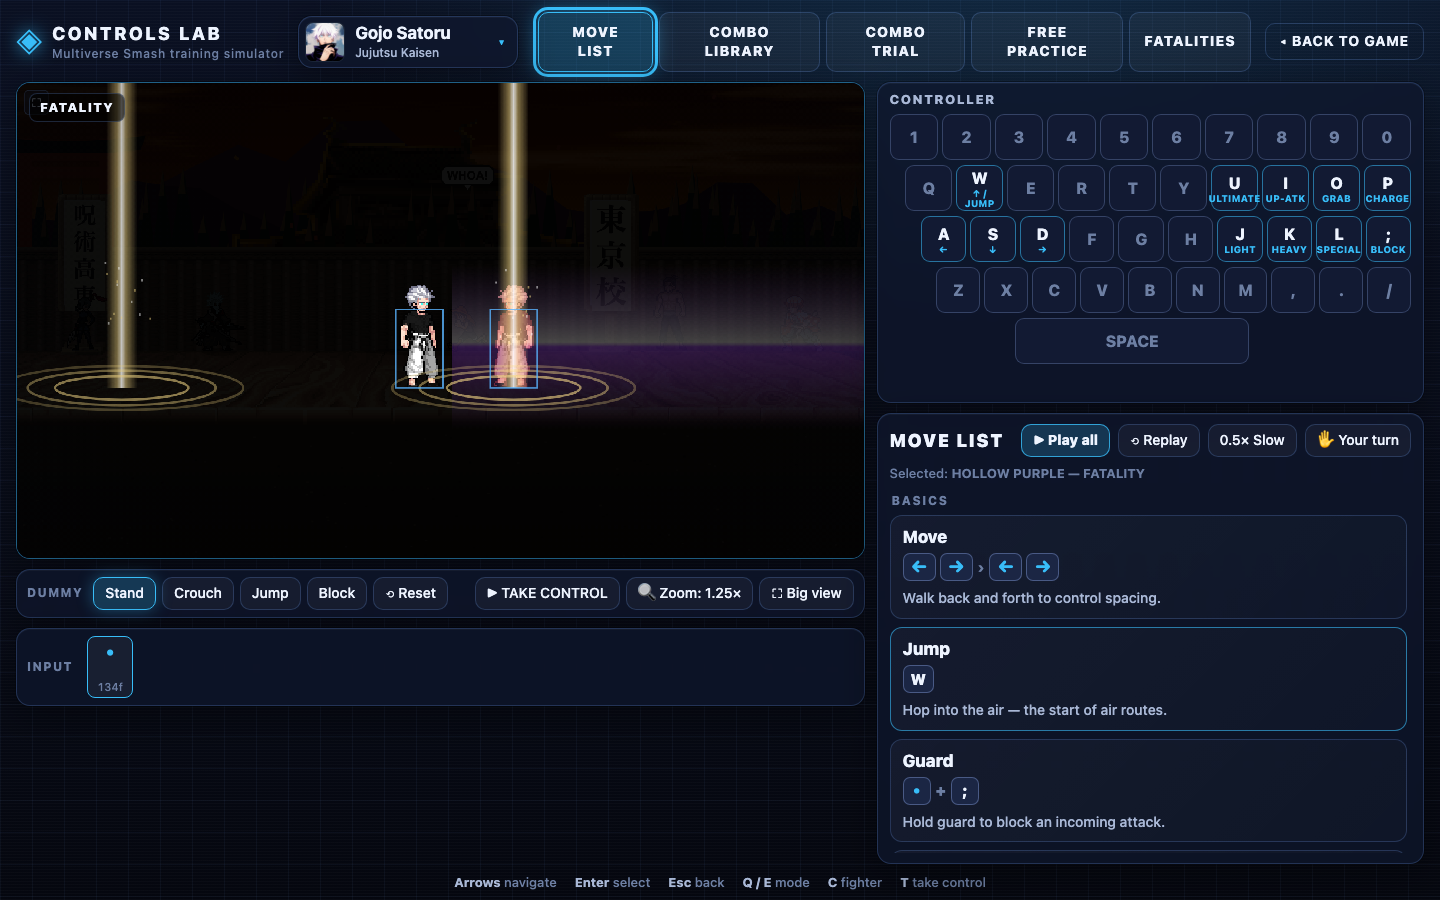 CONTROLS LAB
Multiverse Smash training simulator
Gojo Satoru
Jujutsu Kaisen
MOVE
LIST
COMBO
LIBRARY
COMBO
TRIAL
FREE
PRACTICE
FATALITIES
◂ BACK TO GAME
FATALITY
WHOA!
呪術高専
東京校
DUMMY
Stand
Crouch
Jump
Block
⟲ Reset
▶ TAKE CONTROL
🔍 Zoom: 1.25×
⛶ Big view
INPUT
•
134f
CONTROLLER
1 2 3 4 5 6 7 8 9 0
Q W E R T Y U I O P
↑ / JUMP ULTIMATE UP-ATK GRAB CHARGE
A S D F G H J K L ;
← ↓ → LIGHT HEAVY SPECIAL BLOCK
Z X C V B N M , . /
SPACE
MOVE LIST
▶ Play all
⟲ Replay
0.5× Slow
✋ Your turn
Selected: HOLLOW PURPLE — FATALITY
BASICS
Move
← → › ← →
Walk back and forth to control spacing.
Jump
W
Hop into the air — the start of air routes.
Guard
• + ;
Hold guard to block an incoming attack.
Arrows navigate Enter select Esc back Q / E mode C fighter T take control